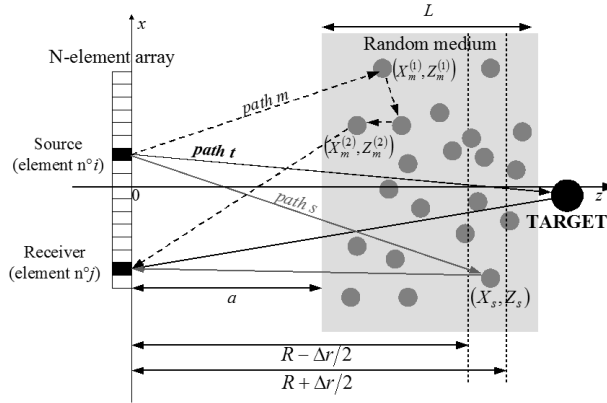 x
L
N-element array
Random medium
path m
(X_m^{(1)}, Z_m^{(1)})
Source
(element n°i)
path t
(X_m^{(2)}, Z_m^{(2)})
0
z
path s
TARGET
Receiver
(element n°j)
(X_s, Z_s)
a
R − Δr/2
R + Δr/2